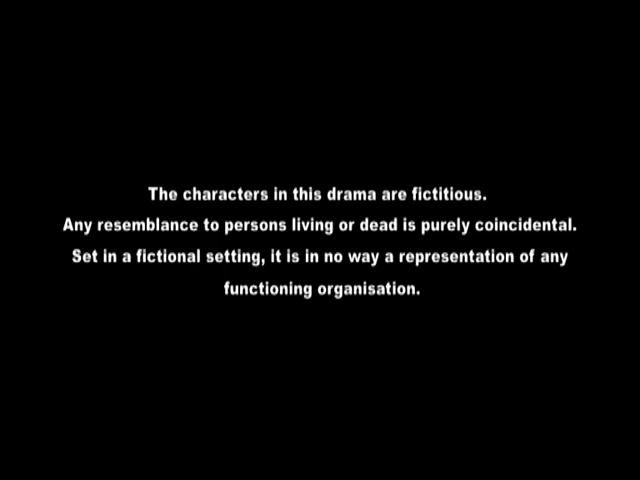 The characters in this drama are fictitious.
Any resemblance to persons living or dead is purely coincidental.
Set in a fictional setting, it is in no way a representation of any
functioning organisation.